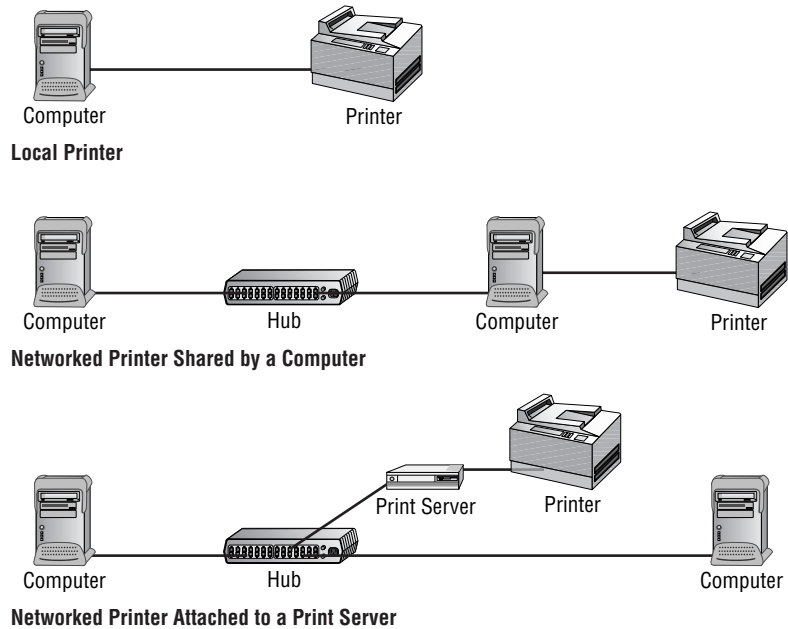 Computer
Printer
Local Printer
Computer
Hub
Computer
Printer
Networked Printer Shared by a Computer
Print Server
Printer
Computer
Hub
Computer
Networked Printer Attached to a Print Server